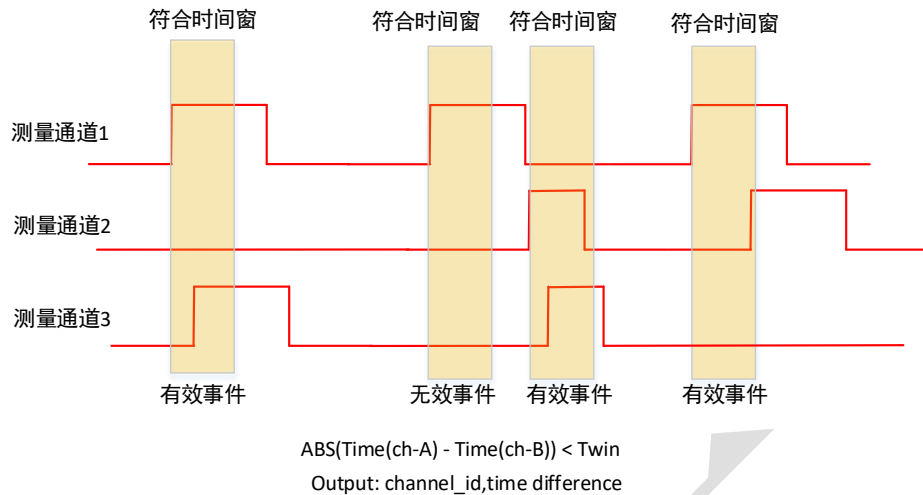 符合时间窗 符合时间窗 符合时间窗 符合时间窗
测量通道1
测量通道2
测量通道3
有效事件 无效事件 有效事件 有效事件
ABS(Time(ch-A) - Time(ch-B)) < Twin
Output: channel_id,time difference